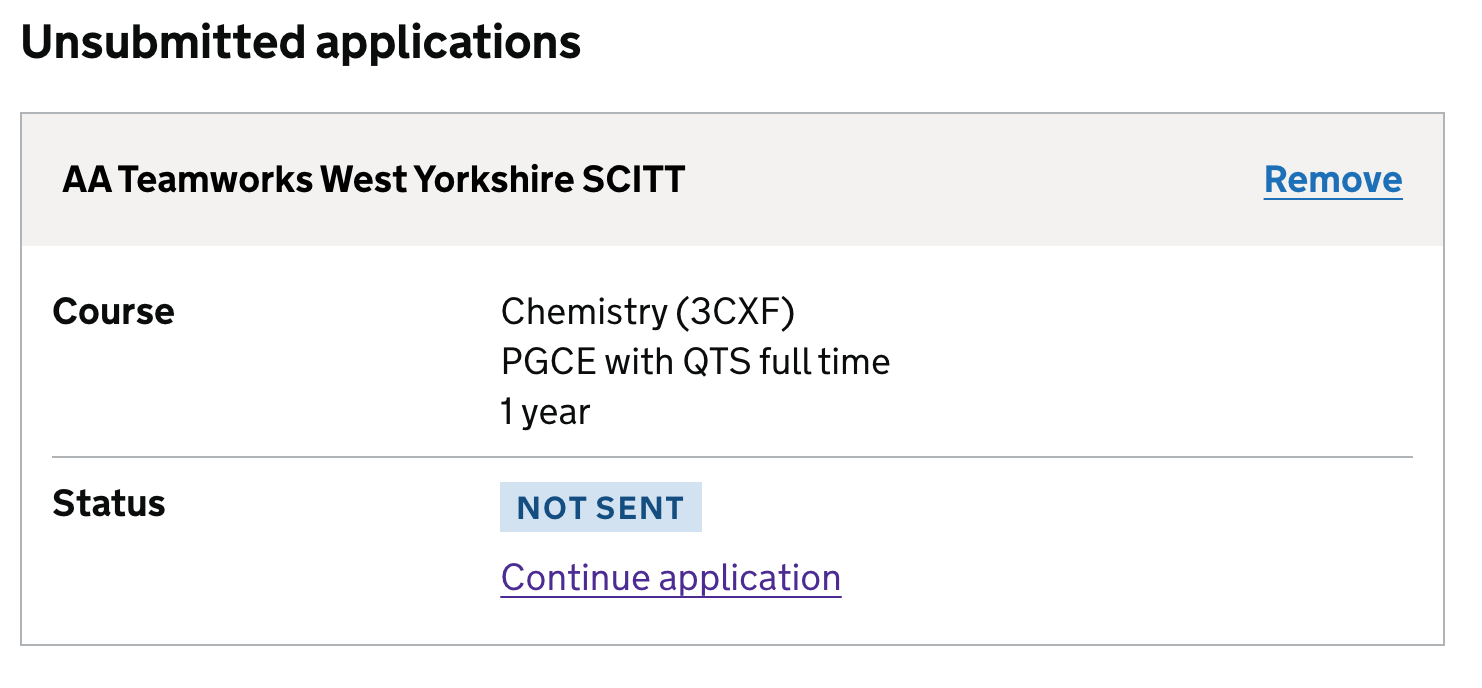 Unsubmitted applications
AA Teamworks West Yorkshire SCITT
Remove
Course
Chemistry (3CXF)
PGCE with QTS full time
1 year
Status
NOT SENT
Continue application